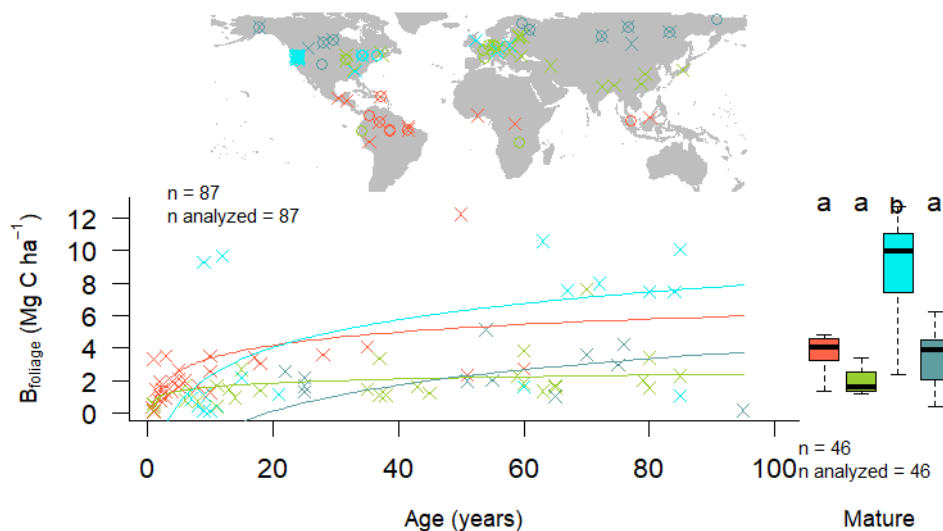 n = 87
n analyzed = 87
a a b a
B_foliage (Mg C ha⁻¹)
12
10
8
6
4
2
0
0 20 40 60 80 100
n = 46
n analyzed = 46
Age (years)
Mature